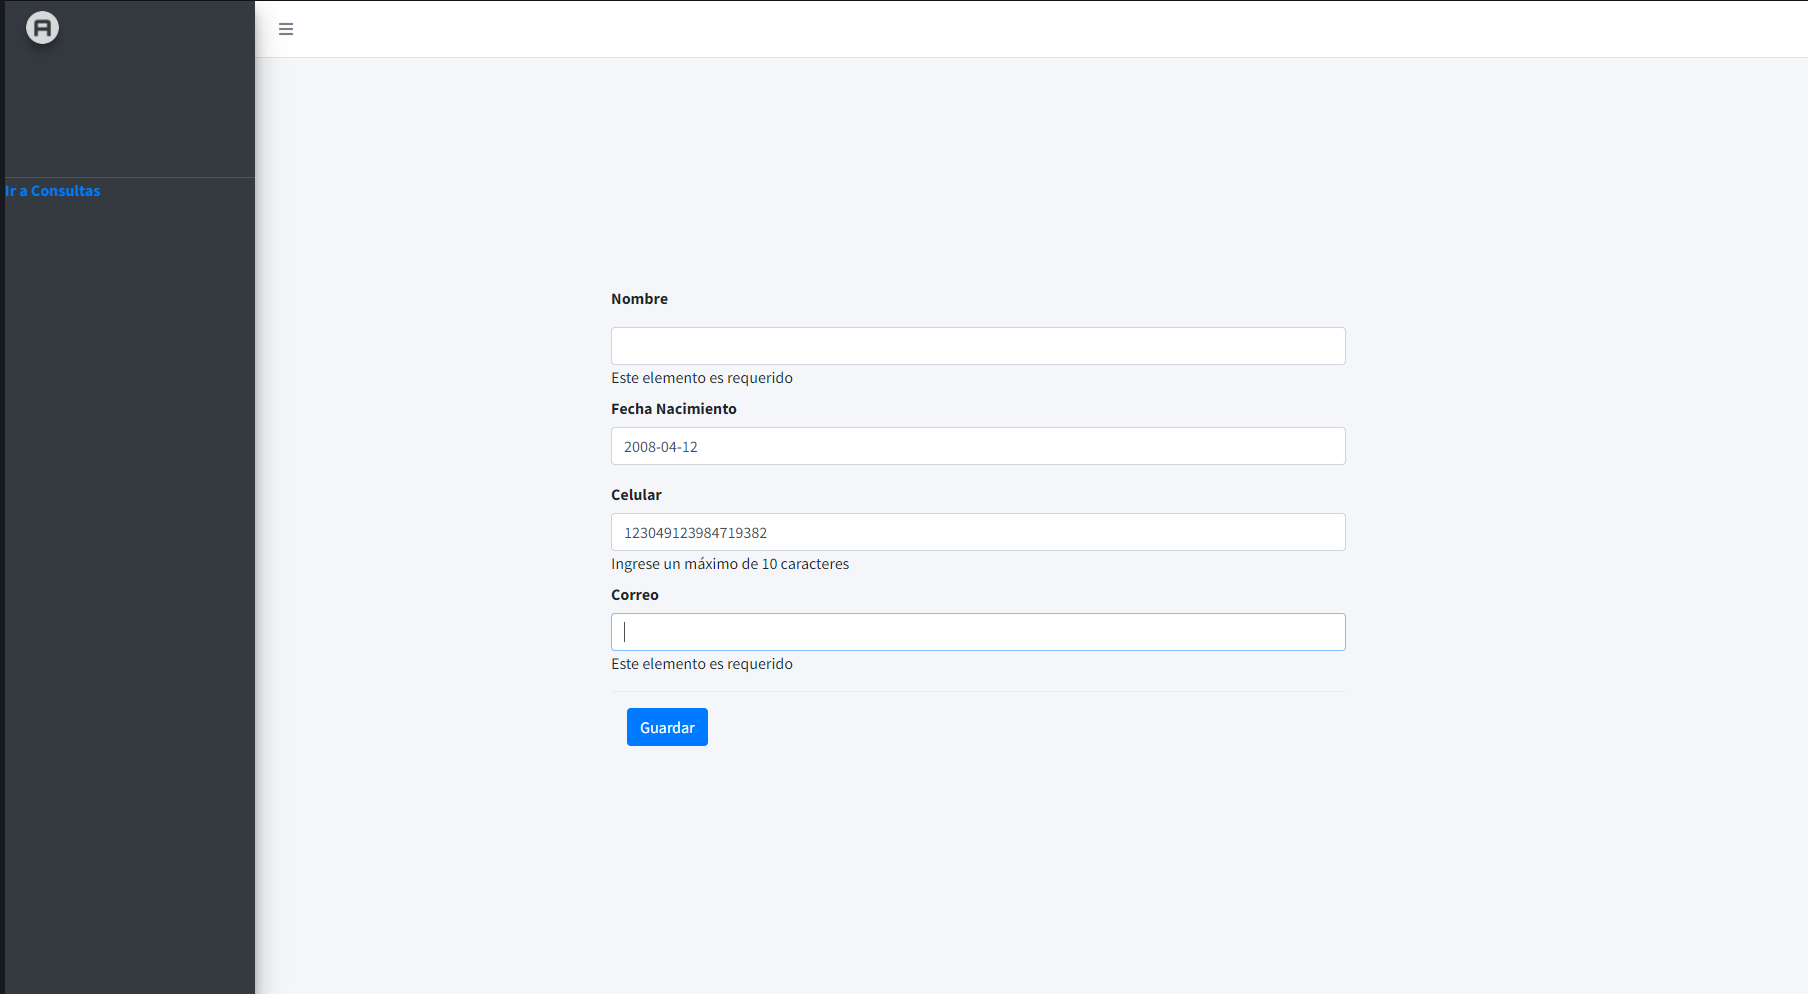 A
Ir a Consultas
Nombre
Este elemento es requerido
Fecha Nacimiento
2008-04-12
Celular
123049123984719382
Ingrese un máximo de 10 caracteres
Correo
Este elemento es requerido
Guardar